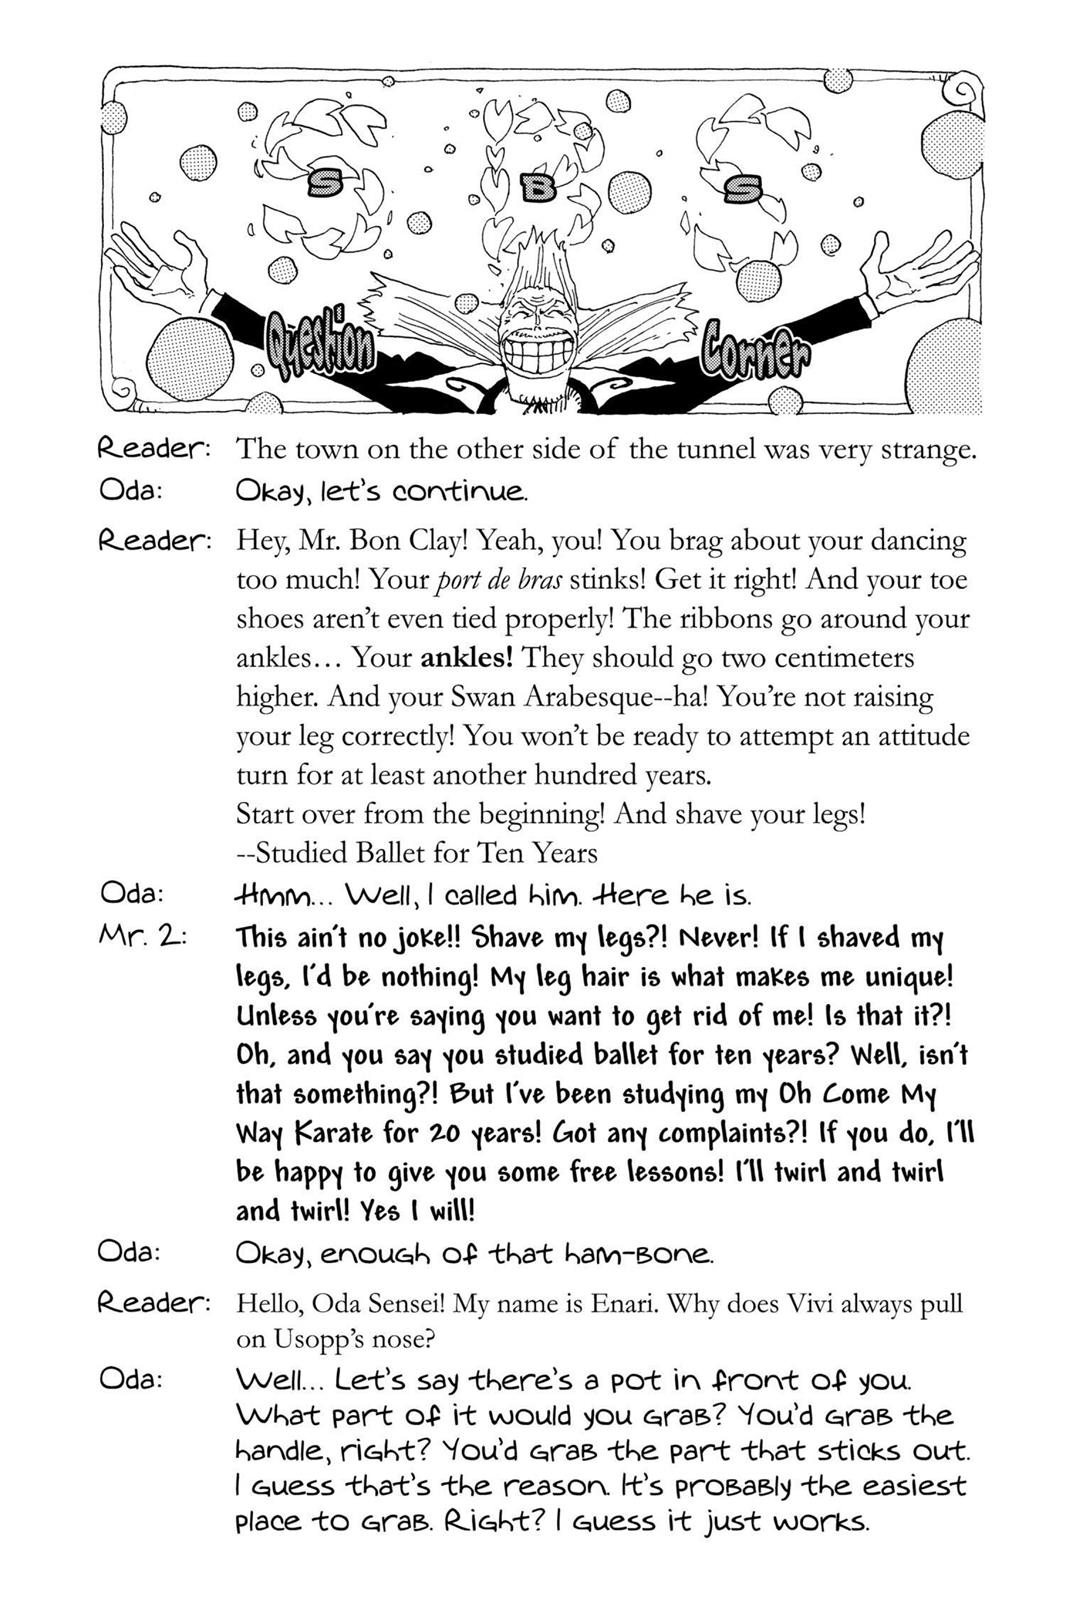 S B S
Question Corner
Reader: The town on the other side of the tunnel was very strange.
Oda: Okay, let's continue.
Reader: Hey, Mr. Bon Clay! Yeah, you! You brag about your dancing
too much! Your port de bras stinks! Get it right! And your toe
shoes aren't even tied properly! The ribbons go around your
ankles… Your ankles! They should go two centimeters
higher. And your Swan Arabesque--ha! You're not raising
your leg correctly! You won't be ready to attempt an attitude
turn for at least another hundred years.
Start over from the beginning! And shave your legs!
--Studied Ballet for Ten Years
Oda: Hmm... Well, I called him. Here he is.
Mr. 2: This ain't no joke!! Shave my legs?! Never! If I shaved my
legs, I'd be nothing! My leg hair is what makes me unique!
Unless you're saying you want to get rid of me! Is that it?!
Oh, and you say you studied ballet for ten years? Well, isn't
that something?! But I've been studying my Oh Come My
Way Karate for 20 years! Got any complaints?! If you do, I'll
be happy to give you some free lessons! I'll twirl and twirl
and twirl! Yes I will!
Oda: Okay, enough of that ham-bone.
Reader: Hello, Oda Sensei! My name is Enari. Why does Vivi always pull
on Usopp's nose?
Oda: Well... Let's say there's a pot in front of you.
What part of it would you grab? You'd grab the
handle, right? You'd grab the part that sticks out.
I guess that's the reason. It's probably the easiest
place to grab. Right? I guess it just works.